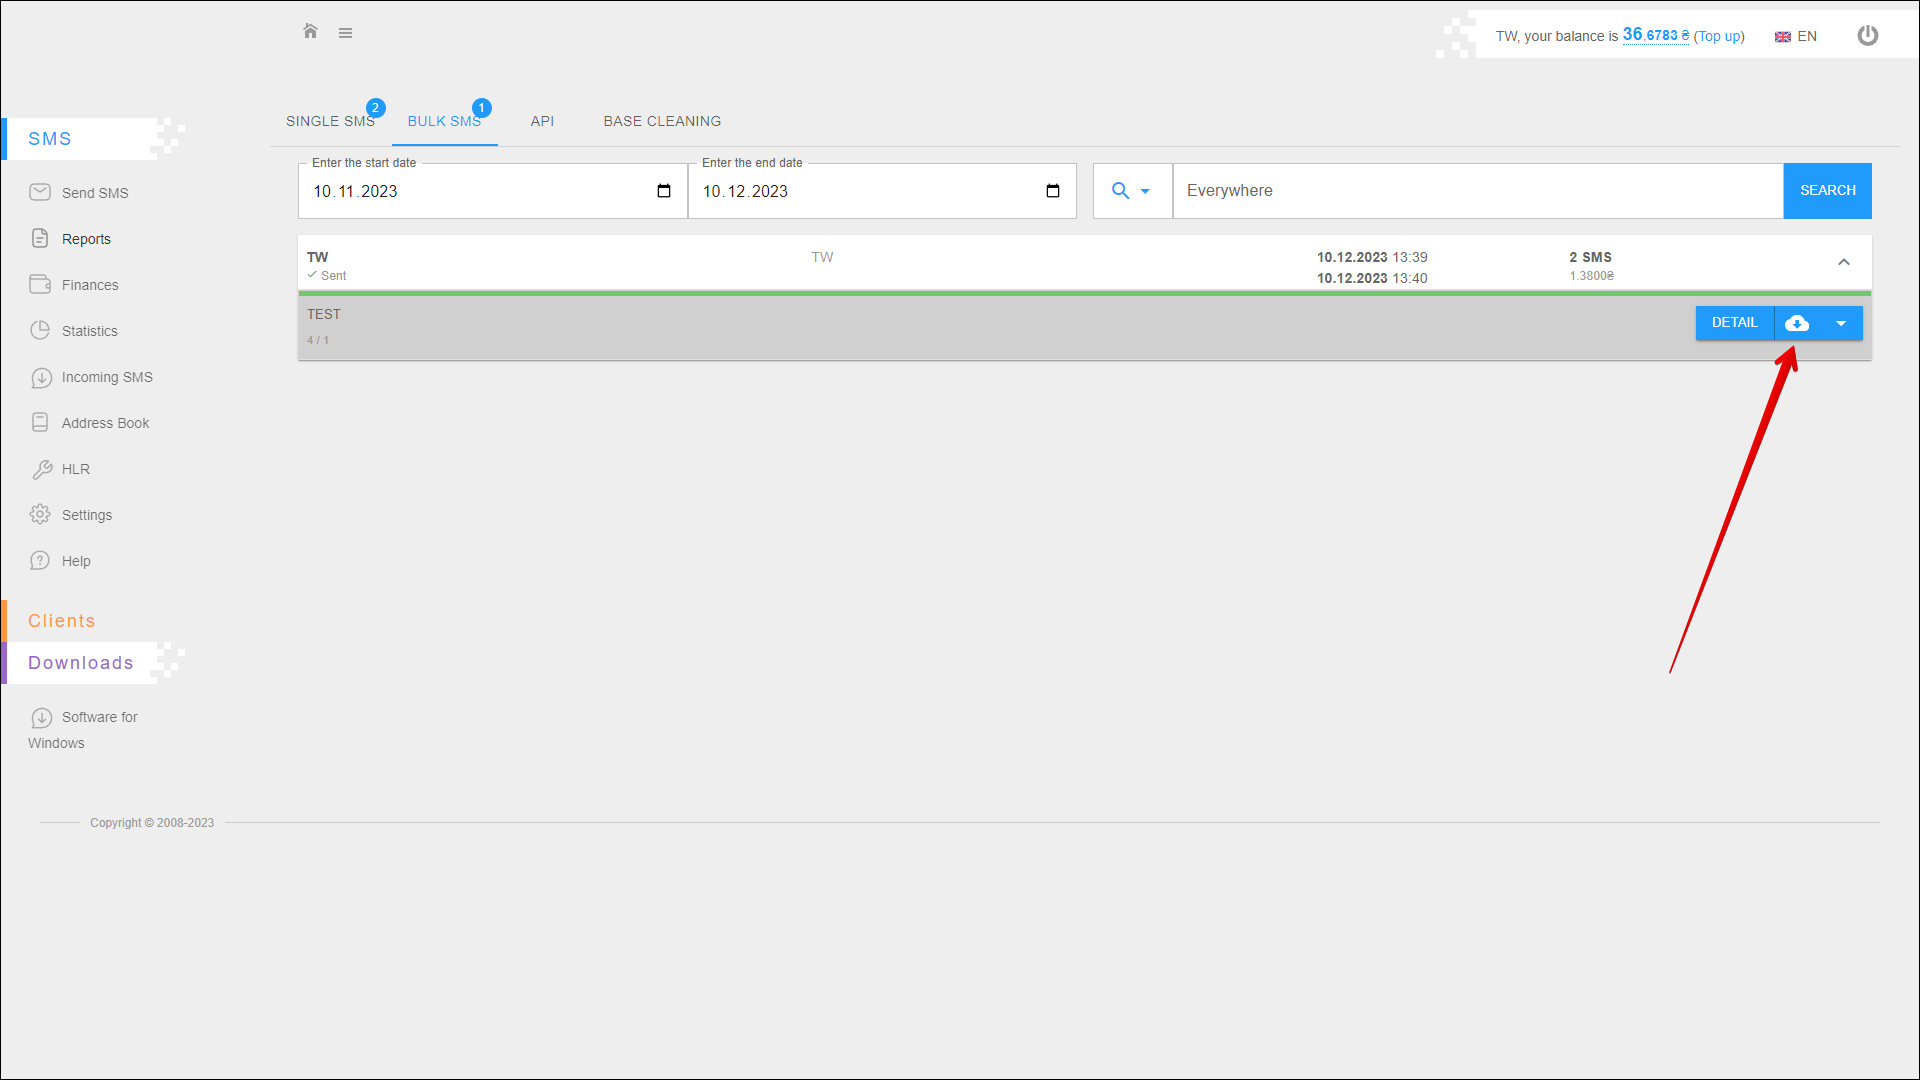 TW, your balance is 36,6783 ₴ (Top up)
EN
SINGLE SMS
2
BULK SMS
1
API
BASE CLEANING
SMS
Send SMS
Reports
Finances
Statistics
Incoming SMS
Address Book
HLR
Settings
Help
Clients
Downloads
Software for
Windows
Enter the start date
10.11.2023
Enter the end date
10.12.2023
Everywhere
SEARCH
TW
Sent
TW
10.12.2023 13:39
10.12.2023 13:40
2 SMS
1.3800₴
TEST
4 / 1
DETAIL
Copyright © 2008-2023